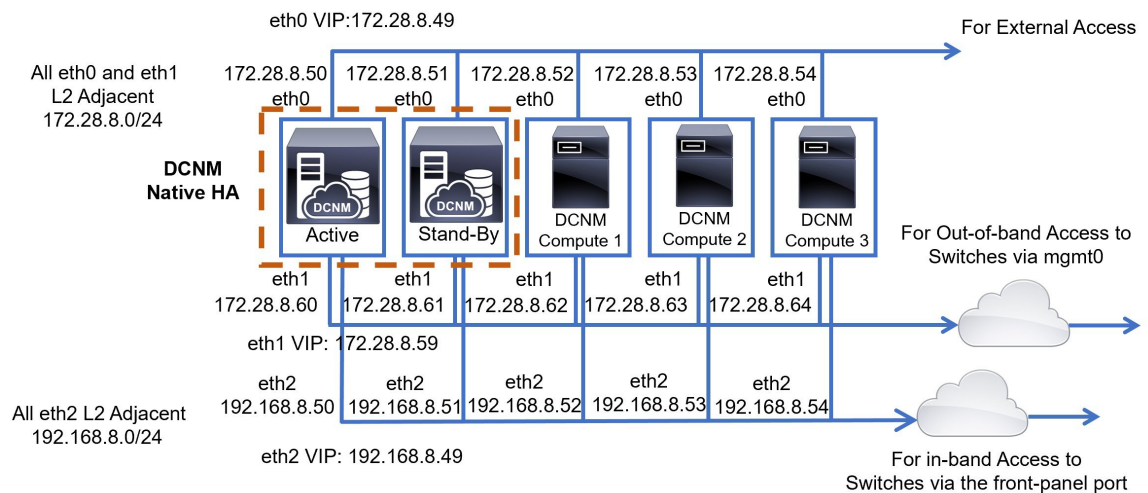 eth0 VIP:172.28.8.49
For External Access
All eth0 and eth1
L2 Adjacent
172.28.8.0/24
172.28.8.50
eth0
172.28.8.51
eth0
172.28.8.52
eth0
172.28.8.53
eth0
172.28.8.54
eth0
DCNM
Native HA
DCNM
Active
DCNM
Stand-By
DCNM
Compute 1
DCNM
Compute 2
DCNM
Compute 3
For Out-of-band Access to
Switches via mgmt0
eth1
172.28.8.60
eth1
172.28.8.61
eth1
172.28.8.62
eth1
172.28.8.63
eth1
172.28.8.64
eth1 VIP: 172.28.8.59
All eth2 L2 Adjacent
192.168.8.0/24
eth2
192.168.8.50
eth2
192.168.8.51
eth2
192.168.8.52
eth2
192.168.8.53
eth2
192.168.8.54
eth2 VIP: 192.168.8.49
For in-band Access to
Switches via the front-panel port